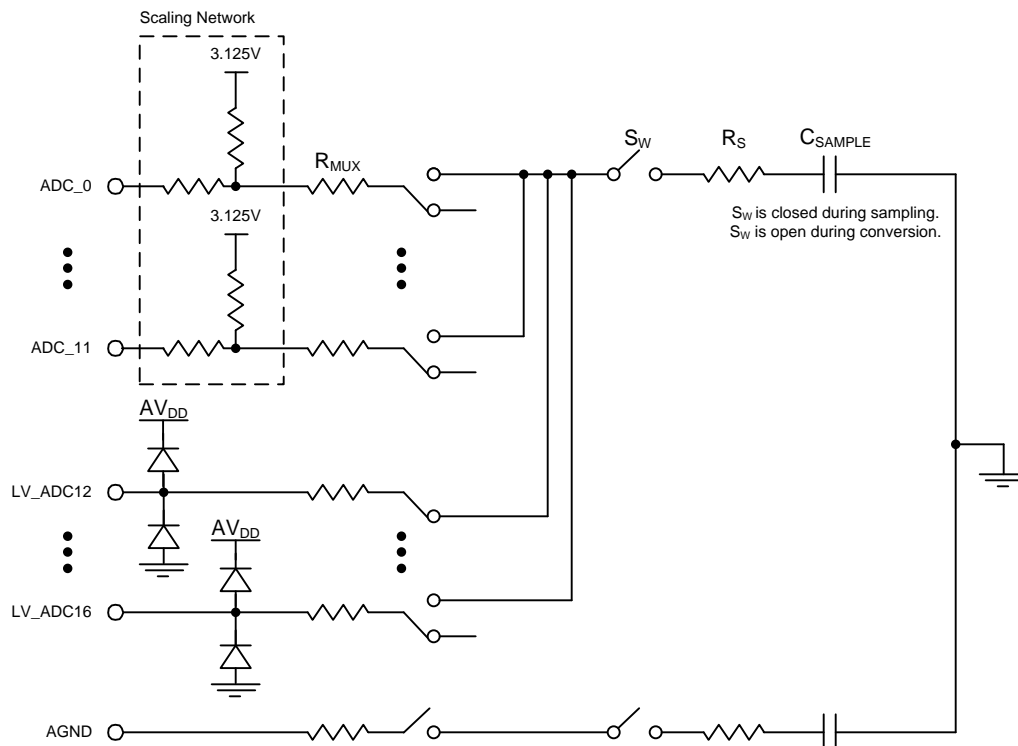 Scaling Network
3.125V
R_MUX
S_W
R_S
C_SAMPLE
ADC_0
S_W is closed during sampling.
S_W is open during conversion.
3.125V
ADC_11
AV_DD
LV_ADC12
AV_DD
LV_ADC16
AGND